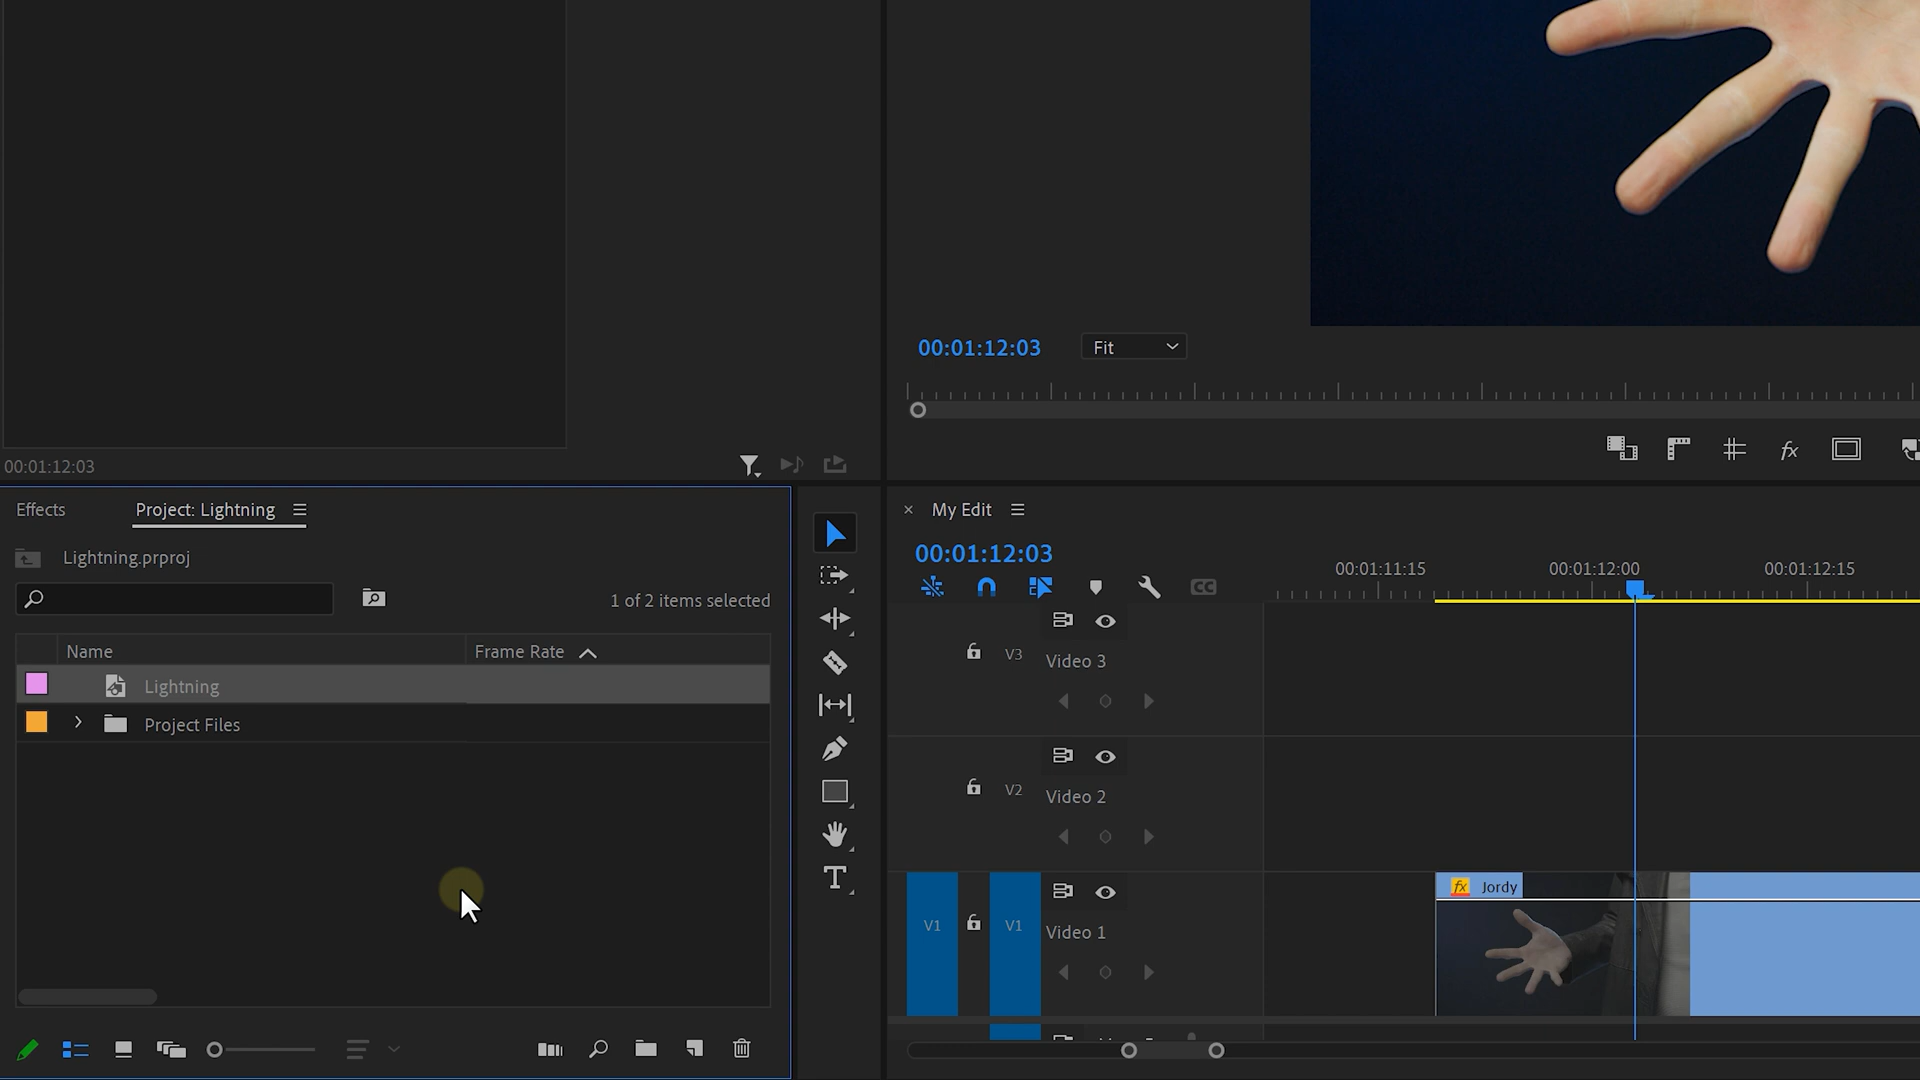 00:01:12:03
Fit
00:01:12:03
Effects
Project: Lightning
Lightning.prproj
1 of 2 items selected
Name
Frame Rate
Lightning
Project Files
T
× My Edit
00:01:12:03
CC
00:01:11:15
00:01:12:00
00:01:12:15
V3
Video 3
V2
Video 2
fx Jordy
V1
V1
Video 1
fx